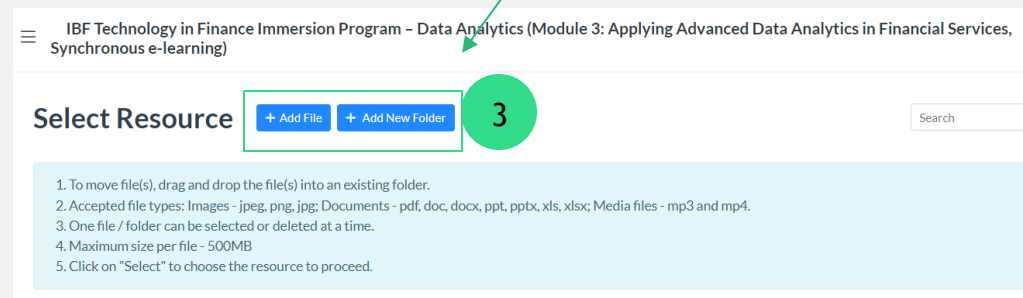 IBF Technology in Finance Immersion Program – Data Analytics (Module 3: Applying Advanced Data Analytics in Financial Services,
Synchronous e-learning)
Select Resource
+ Add File
+ Add New Folder
3
Search
1. To move file(s), drag and drop the file(s) into an existing folder.
2. Accepted file types: Images - jpeg, png, jpg; Documents - pdf, doc, docx, ppt, pptx, xls, xlsx; Media files - mp3 and mp4.
3. One file / folder can be selected or deleted at a time.
4. Maximum size per file - 500MB
5. Click on "Select" to choose the resource to proceed.